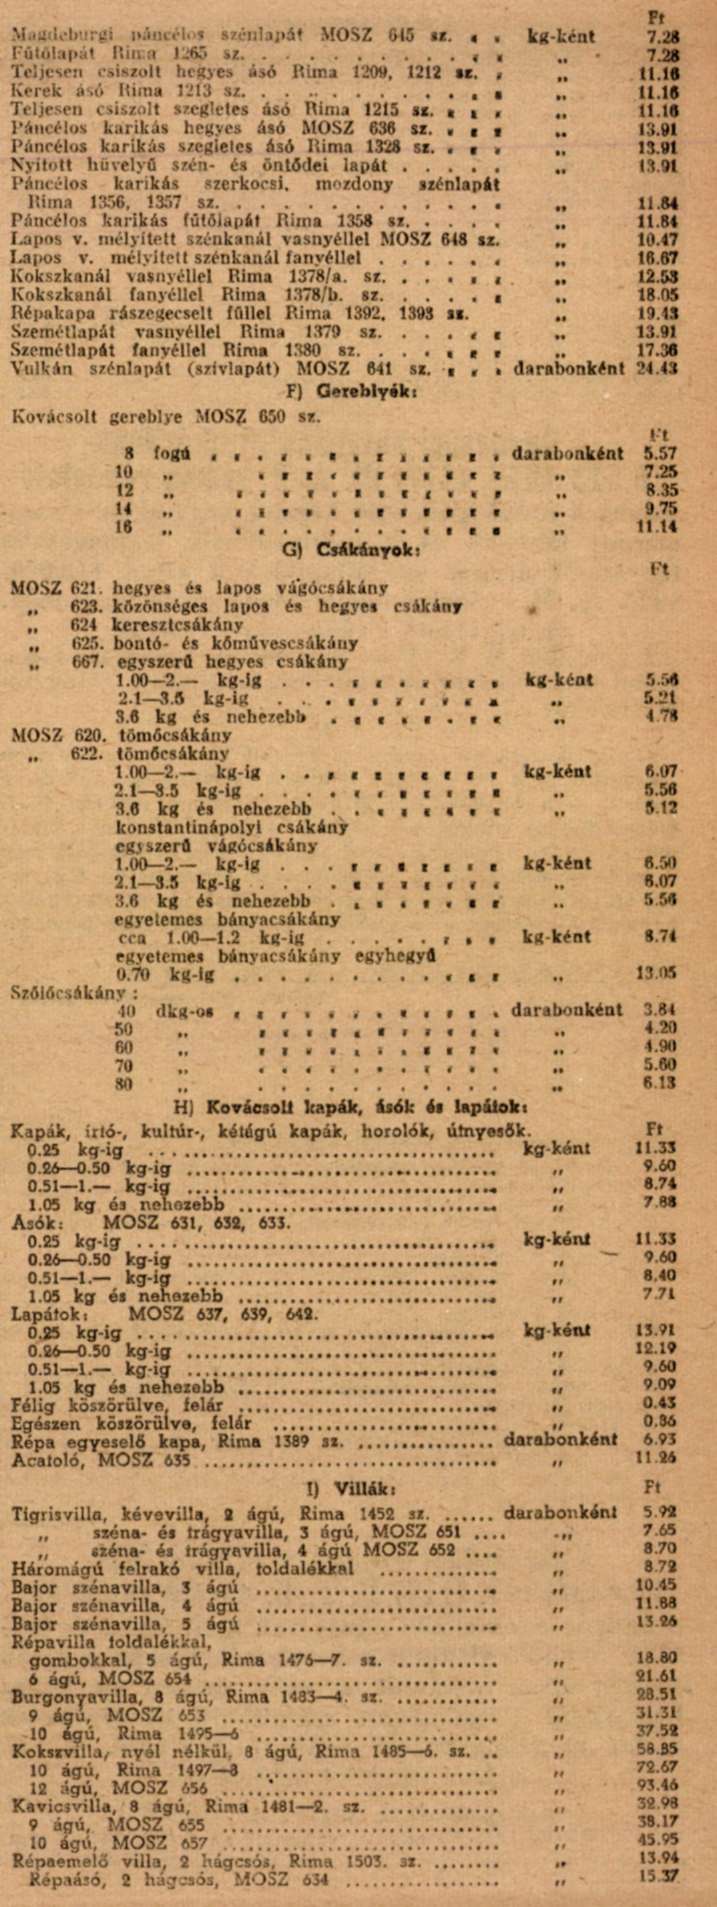 Ft
Magdeburgi páncélos szénlapát MOSZ 645 sz. . . kg-ként 7.28
Fűtőlapát Rima 1265 sz. . . . . . . . . . . . „ 7.28
Teljesen csiszolt hegyes ásó Rima 1209, 1212 sz. . „ 11.16
Kerek ásó Rima 1213 sz. . . . . . . . . . . „ 11.16
Teljesen csiszolt szegletes ásó Rima 1215 sz. . . . „ 11.16
Páncélos karikás hegyes ásó MOSZ 636 sz. . . . . „ 13.91
Páncélos karikás szegletes ásó Rima 1328 sz. . . . „ 13.91
Nyitott hüvelyű szén- és öntődei lapát . . . . . „ 13.91
Páncélos karikás szerkocsi, mozdony szénlapát
Rima 1356, 1357 sz. . . . . . . . . . . . . „ 11.84
Páncélos karikás fűtőlapát Rima 1358 sz. . . . . „ 11.84
Lapos v. mélyített szénkanál vasnyéllel MOSZ 648 sz. „ 10.47
Lapos v. mélyített szénkanál fanyéllel . . . . . . „ 16.67
Kokszkanál vasnyéllel Rima 1378/a. sz. . . . . . „ 12.53
Kokszkanál fanyéllel Rima 1378/b. sz. . . . . . „ 18.05
Répakapa rászegecselt füllel Rima 1392, 1393 sz. „ 19.43
Szemétlapát vasnyéllel Rima 1379 sz. . . . . . „ 13.91
Szemétlapát fanyéllel Rima 1380 sz. . . . . . . „ 17.36
Vulkán szénlapát (szívlapát) MOSZ 641 sz. . . . darabonként 24.43
F) Gereblyék:
Kovácsolt gereblye MOSZ 650 sz.
Ft
8 fogú . . . . . . . . . . . . . darabonként 5.57
10 „ . . . . . . . . . . . „ 7.25
12 „ . . . . . . . . . . . . „ 8.35
14 „ . . . . . . . . . . . . „ 9.75
16 „ . . . . . . . . . . . . „ 11.14
G) Csákányok:
Ft
MOSZ 621. hegyes és lapos vágócsákány
„ 623. közönséges lapos és hegyes csákány
„ 624 keresztcsákány
„ 625. bontó- és kőművescsákány
„ 667. egyszerű hegyes csákány
1.00—2.— kg-ig . . . . . . . . . . kg-ként 5.56
2.1—3.5 kg-ig . . . . . . . . . . „ 5.21
3.6 kg és nehezebb . . . . . . . . „ 4.78
MOSZ 620. tömőcsákány
„ 622. tömőcsákány
1.00—2.— kg-ig . . . . . . . . . . kg-ként 6.07
2.1—3.5 kg-ig . . . . . . . . . . . „ 5.56
3.6 kg és nehezebb . . . . . . . . „ 5.12
konstantinápolyi csákány
egyszerű vágócsákány
1.00—2.— kg-ig . . . . . . . . . . kg-ként 6.50
2.1—3.5 kg-ig . . . . . . . . . . . „ 6.07
3.6 kg és nehezebb . . . . . . . . „ 5.56
egyetemes bányacsákány
cca 1.00—1.2 kg-ig . . . . . . . . kg-ként 8.74
egyetemes bányacsákány egyhegyű
0.70 kg-ig . . . . . . . . . . . . „ 13.05
Szőlőcsákány :
40 dkg-os . . . . . . . . . . . . darabonként 3.84
50 „ . . . . . . . . . . . „ 4.20
60 „ . . . . . . . . . . . „ 4.90
70 „ . . . . . . . . . . . „ 5.60
80 „ . . . . . . . . . . . „ 6.13
H) Kovácsolt kapák, ásók és lapátok:
Kapák, irtó-, kultúr-, kétágú kapák, horolók, útnyesők. Ft
0.25 kg-ig ........................ kg-ként 11.33
0.26—0.50 kg-ig ........................ „ 9.60
0.51—1.— kg-ig ........................ „ 8.74
1.05 kg és nehezebb ........................ „ 7.88
Ásók: MOSZ 631, 632, 633.
0.25 kg-ig ........................ kg-ként 11.33
0.26—0.50 kg-ig ........................ „ 9.60
0.51—1.— kg-ig ........................ „ 8.40
1.05 kg és nehezebb ........................ „ 7.71
Lapátok: MOSZ 637, 639, 642.
0.25 kg-ig ........................ kg-ként 13.91
0.26—0.50 kg-ig ........................ „ 12.19
0.51—1.— kg-ig ........................ „ 9.60
1.05 kg és nehezebb ........................ „ 9.09
Félig köszörülve, felár ........................ „ 0.43
Egészen köszörülve, felár ........................ „ 0.86
Répa egyeselő kapa, Rima 1389 sz. ................ darabonként 6.93
Acatoló, MOSZ 635 ........................ „ 11.26
I) Villák: Ft
Tigrisvilla, kévevilla, 2 ágú, Rima 1452 sz. ...... darabonként 5.92
„ széna- és trágyavilla, 3 ágú, MOSZ 651 .... „ 7.65
„ széna- és trágyavilla, 4 ágú MOSZ 652 .... „ 8.70
Háromágú felrakó villa, toldalékkal ............ „ 8.72
Bajor szénavilla, 3 ágú ........................ „ 10.45
Bajor szénavilla, 4 ágú ........................ „ 11.88
Bajor szénavilla, 5 ágú ........................ „ 13.26
Répavilla toldalékkal,
gombokkal, 5 ágú, Rima 1476—7. sz. ............ „ 18.80
6 ágú, MOSZ 654 ........................ „ 21.61
Burgonyavilla, 8 ágú, Rima 1483—4. sz. ............ „ 28.51
9 ágú, MOSZ 653 ........................ „ 31.31
10 ágú, Rima 1495—6 ........................ „ 37.52
Kokszvilla, nyél nélkül, 8 ágú, Rima 1485—6. sz. .. „ 58.85
10 ágú, Rima 1497—8 ........................ „ 72.67
12 ágú, MOSZ 656 ........................ „ 93.46
Kavicsvilla, 8 ágú, Rima 1481—2. sz. ............ „ 32.98
9 ágú, MOSZ 655 ........................ „ 38.17
10 ágú, MOSZ 657 ........................ „ 45.95
Répaemelő villa, 2 hágcsós, Rima 1503. sz. ........ „ 13.94
Répaásó, 2 hágcsós, MOSZ 634 .................. „ 15.37